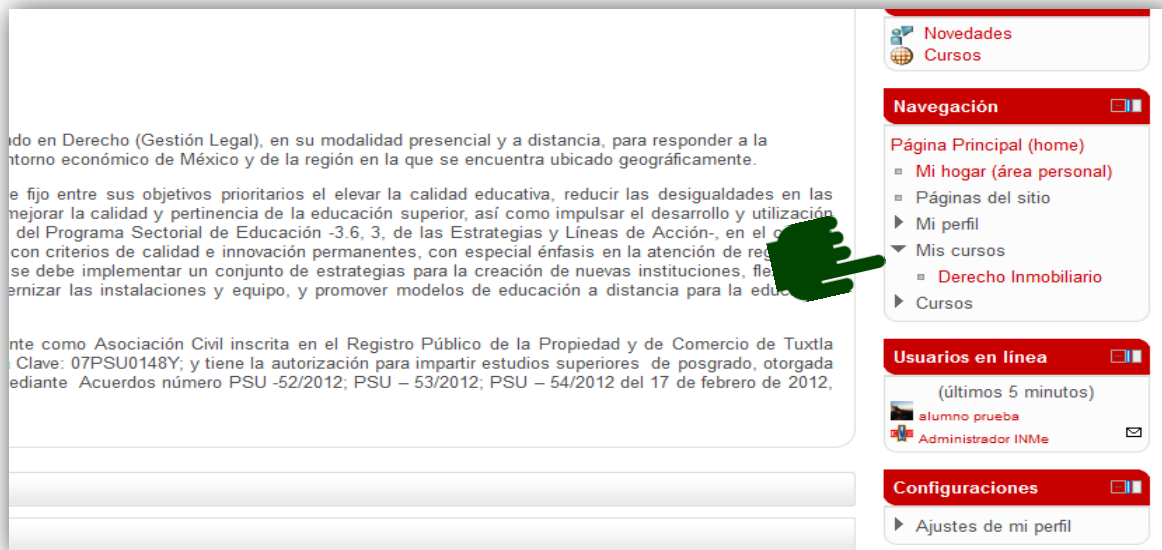 do en Derecho (Gestión Legal), en su modalidad presencial y a distancia, para responder a la
ntorno económico de México y de la región en la que se encuentra ubicado geográficamente.
e fijo entre sus objetivos prioritarios el elevar la calidad educativa, reducir las desigualdades en las
mejorar la calidad y pertinencia de la educación superior, así como impulsar el desarrollo y utilización
del Programa Sectorial de Educación -3.6, 3, de las Estrategias y Líneas de Acción-, en el
con criterios de calidad e innovación permanentes, con especial énfasis en la atención de
se debe implementar un conjunto de estrategias para la creación de nuevas instituciones,
ernizar las instalaciones y equipo, y promover modelos de educación a distancia para la
nte como Asociación Civil inscrita en el Registro Público de la Propiedad y de Comercio de Tuxtla
Clave: 07PSU0148Y; y tiene la autorización para impartir estudios superiores de posgrado, otorgada
ediante Acuerdos número PSU -52/2012; PSU – 53/2012; PSU – 54/2012 del 17 de febrero de 2012,
Novedades
Cursos
Navegación
Página Principal (home)
Mi hogar (área personal)
Páginas del sitio
Mi perfil
Mis cursos
Derecho Inmobiliario
Cursos
Usuarios en línea
(últimos 5 minutos)
alumno prueba
Administrador INMe
Configuraciones
Ajustes de mi perfil